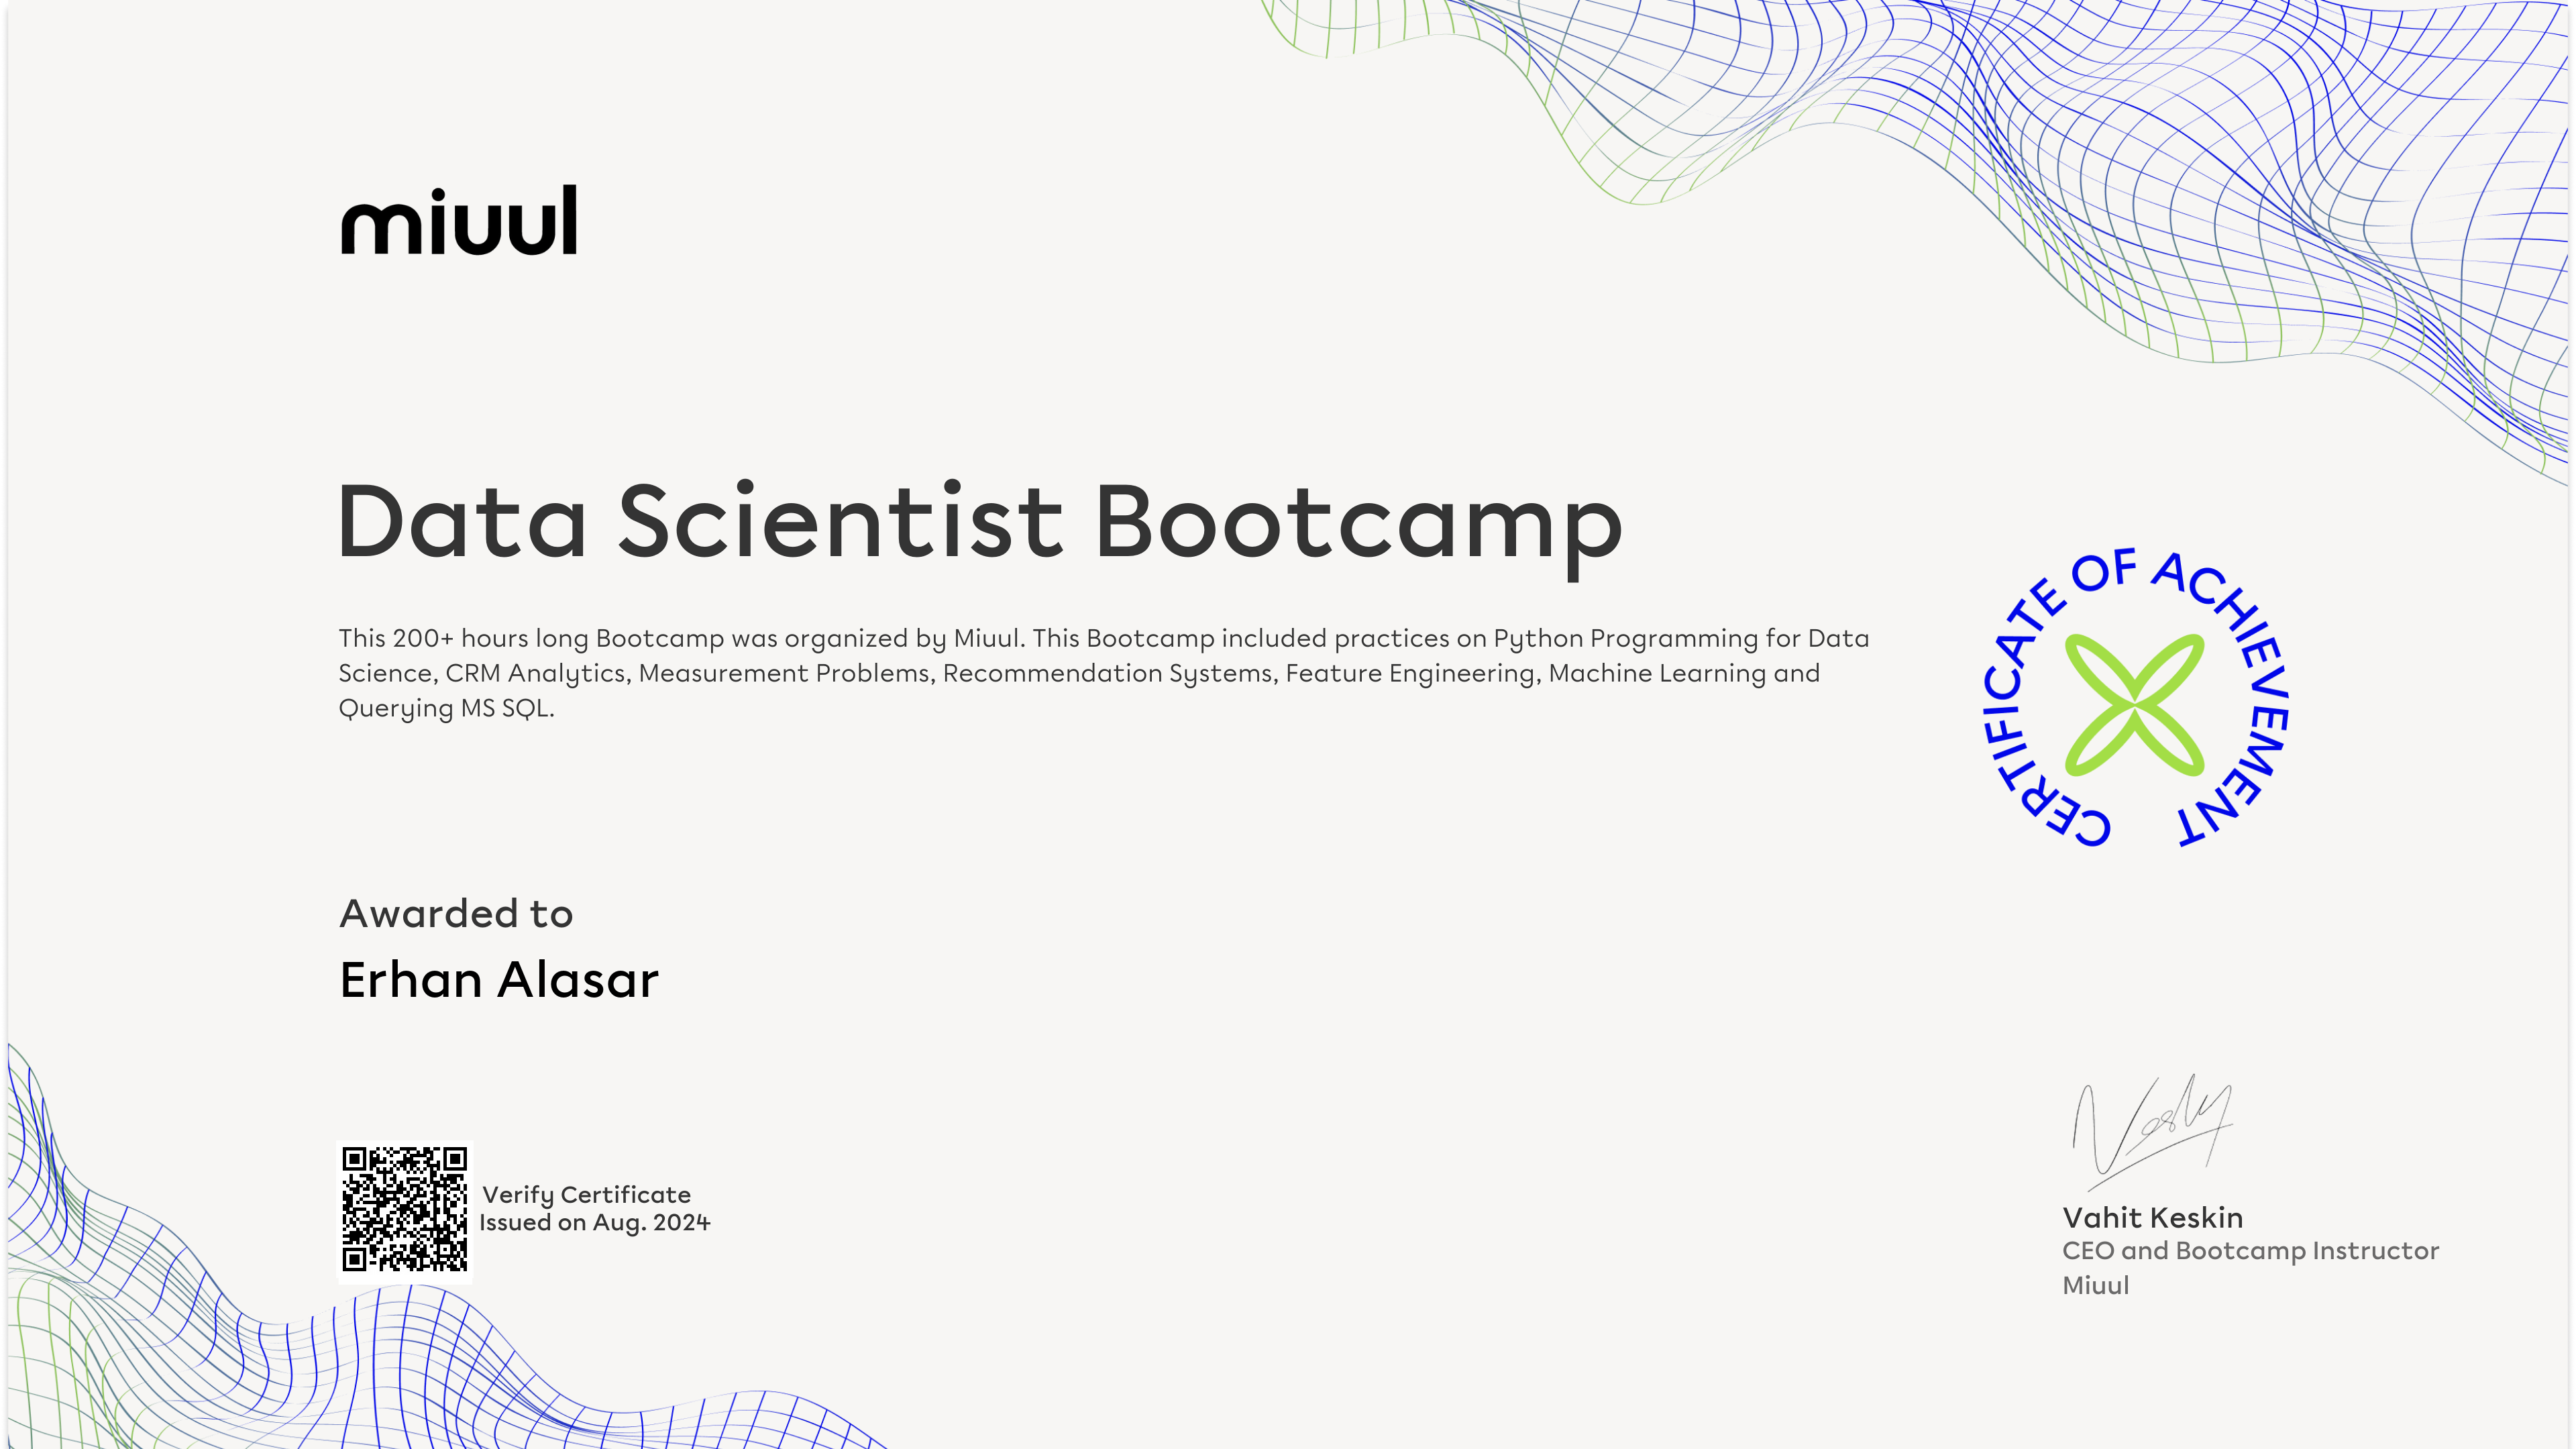 miuul
Data Scientist Bootcamp
This 200+ hours long Bootcamp was organized by Miuul. This Bootcamp included practices on Python Programming for Data
Science, CRM Analytics, Measurement Problems, Recommendation Systems, Feature Engineering, Machine Learning and
Querying MS SQL.
CERTIFICATE OF ACHIEVEMENT
Awarded to
Erhan Alasar
Verify Certificate
Issued on Aug. 2024
Vahit Keskin
CEO and Bootcamp Instructor
Miuul